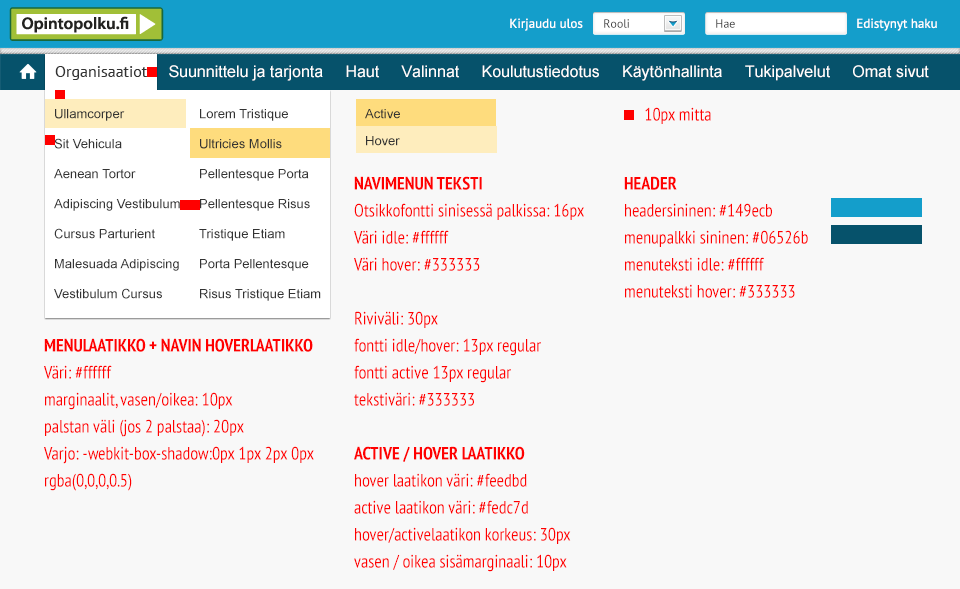 Opintopolku.fi
Kirjaudu ulos
Rooli
Hae
Edistynyt haku
Organisaatiot
Suunnittelu ja tarjonta
Haut
Valinnat
Koulutustiedotus
Käytönhallinta
Tukipalvelut
Omat sivut
Ullamcorper
Sit Vehicula
Aenean Tortor
Adipiscing Vestibulum
Cursus Parturient
Malesuada Adipiscing
Vestibulum Cursus
Lorem Tristique
Ultricies Mollis
Pellentesque Porta
Pellentesque Risus
Tristique Etiam
Porta Pellentesque
Risus Tristique Etiam
MENULAATIKKO + NAVIN HOVERLAATIKKO
Väri: #ffffff
marginaalit, vasen/oikea: 10px
palstan väli (jos 2 palstaa): 20px
Varjo: -webkit-box-shadow:0px 1px 2px 0px
rgba(0,0,0,0.5)
Active
Hover
NAVIMENUN TEKSTI
Otsikkofontti sinisessä palkissa: 16px
Väri idle: #ffffff
Väri hover: #333333
Riviväli: 30px
fontti idle/hover: 13px regular
fontti active 13px regular
tekstiväri: #333333
ACTIVE / HOVER LAATIKKO
hover laatikon väri: #feedbd
active laatikon väri: #fedc7d
hover/activelaatikon korkeus: 30px
vasen / oikea sisämarginaali: 10px
10px mitta
HEADER
headersininen: #149ecb
menupalkki sininen: #06526b
menuteksti idle: #ffffff
menuteksti hover: #333333